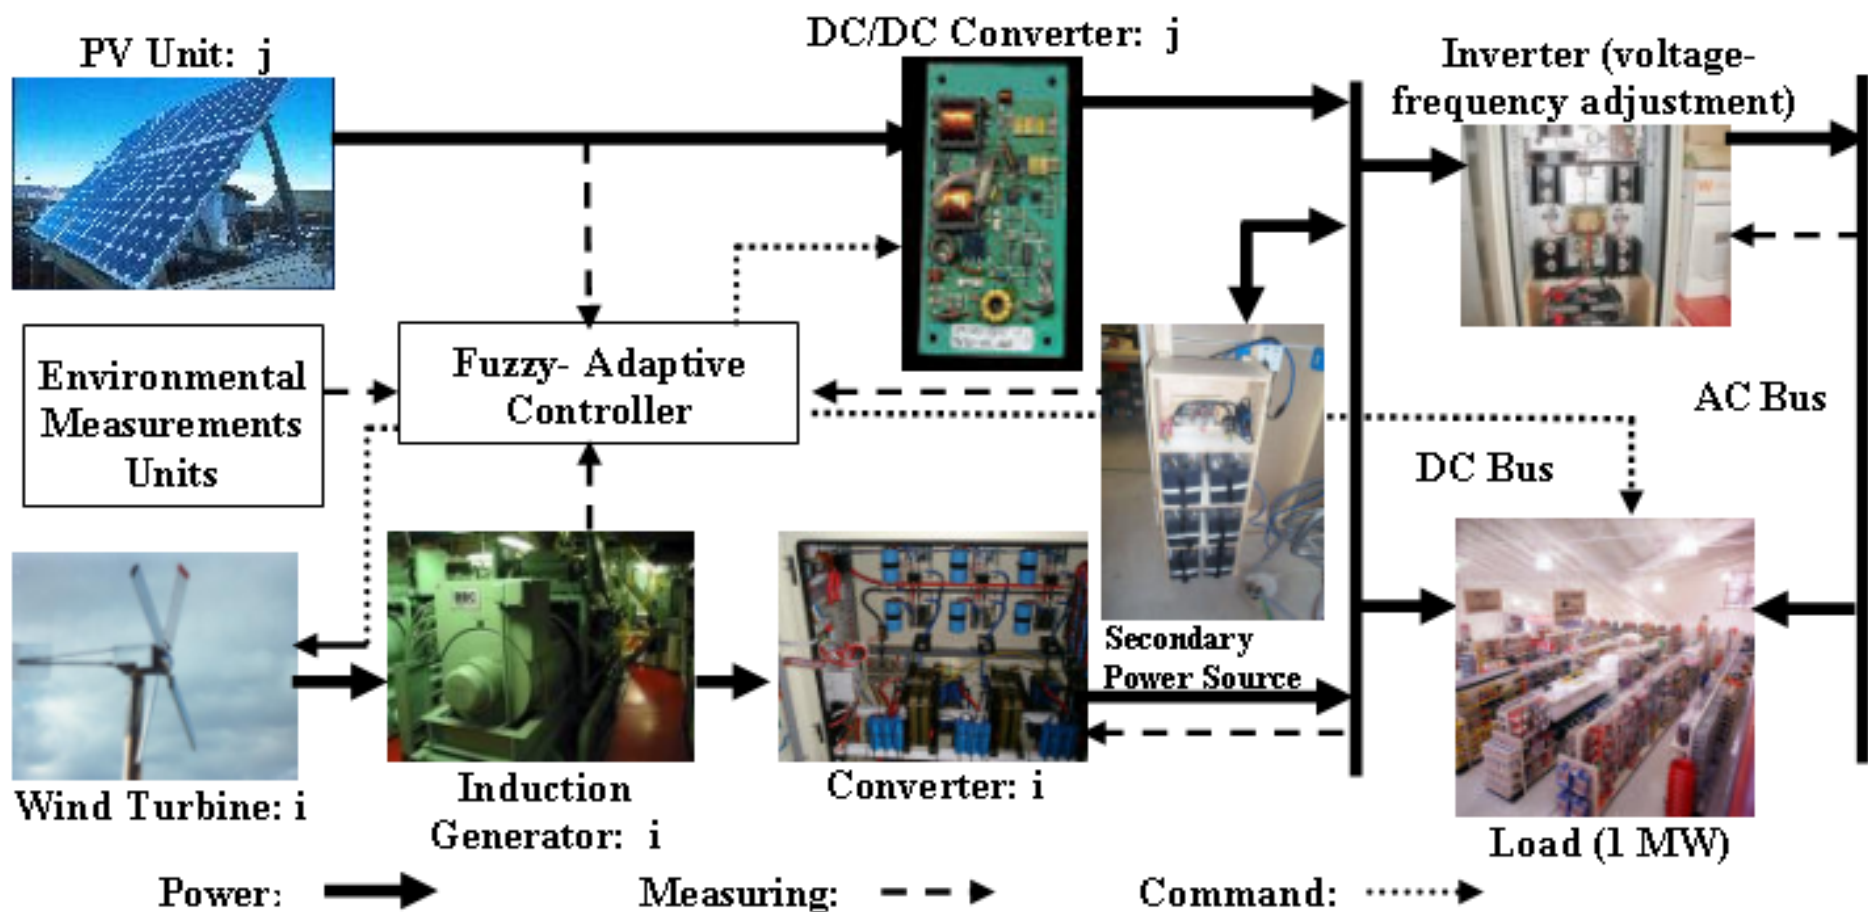 PV Unit: j
DC/DC Converter: j
Inverter (voltage-
frequency adjustment)
Environmental
Measurements
Units
Fuzzy- Adaptive
Controller
AC Bus
DC Bus
Secondary
Power Source
Wind Turbine: i
Induction
Generator: i
Converter: i
Load (1 MW)
Power:
Measuring:
Command: